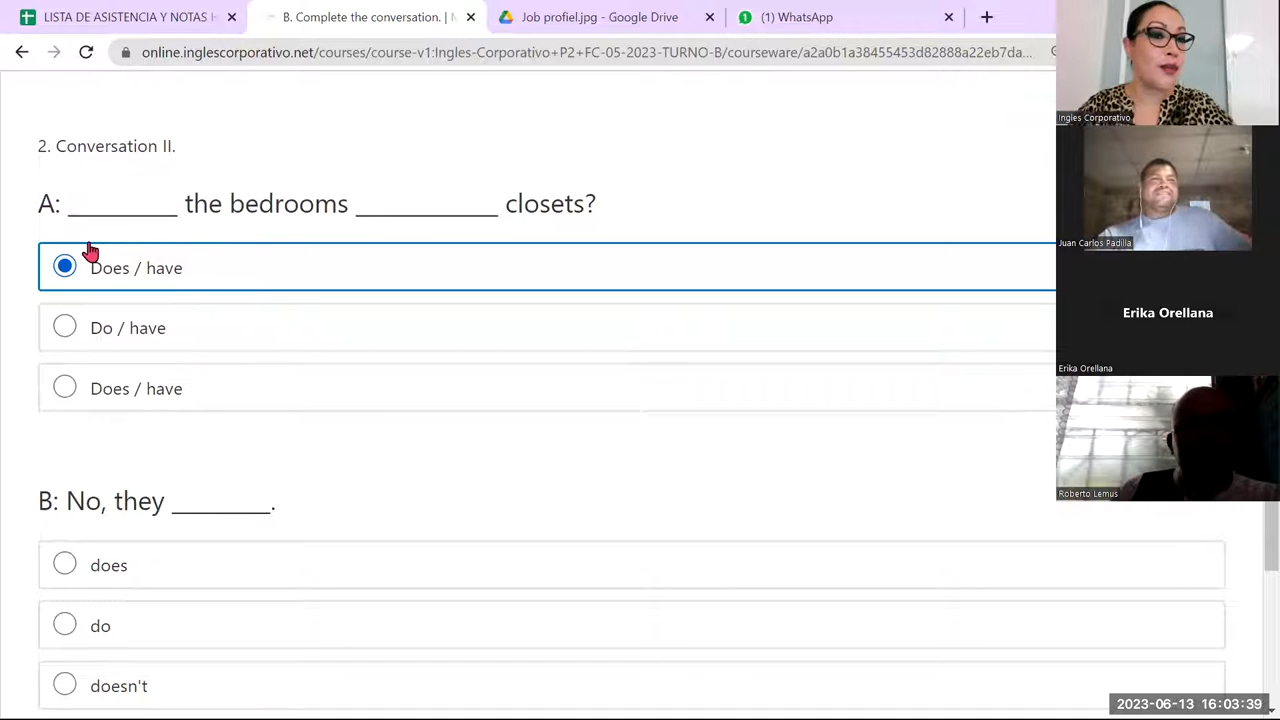 LISTA DE ASISTENCIA Y NOTAS
B. Complete the conversation. |
Job profiel.jpg - Google Drive
(1) WhatsApp
online.inglescorporativo.net/courses/course-v1:Ingles-Corporativo+P2+FC-05-2023-TURNO-B/courseware/a2a0b1a38455453d82888a22eb7da...
Ingles Corporativo
2. Conversation II.
A: ________ the bedrooms __________ closets?
Does / have
Do / have
Does / have
B: No, they _______.
does
do
doesn't
Juan Carlos Padilla
Erika Orellana
Erika Orellana
Roberto Lemus
2023-06-13 16:03:39